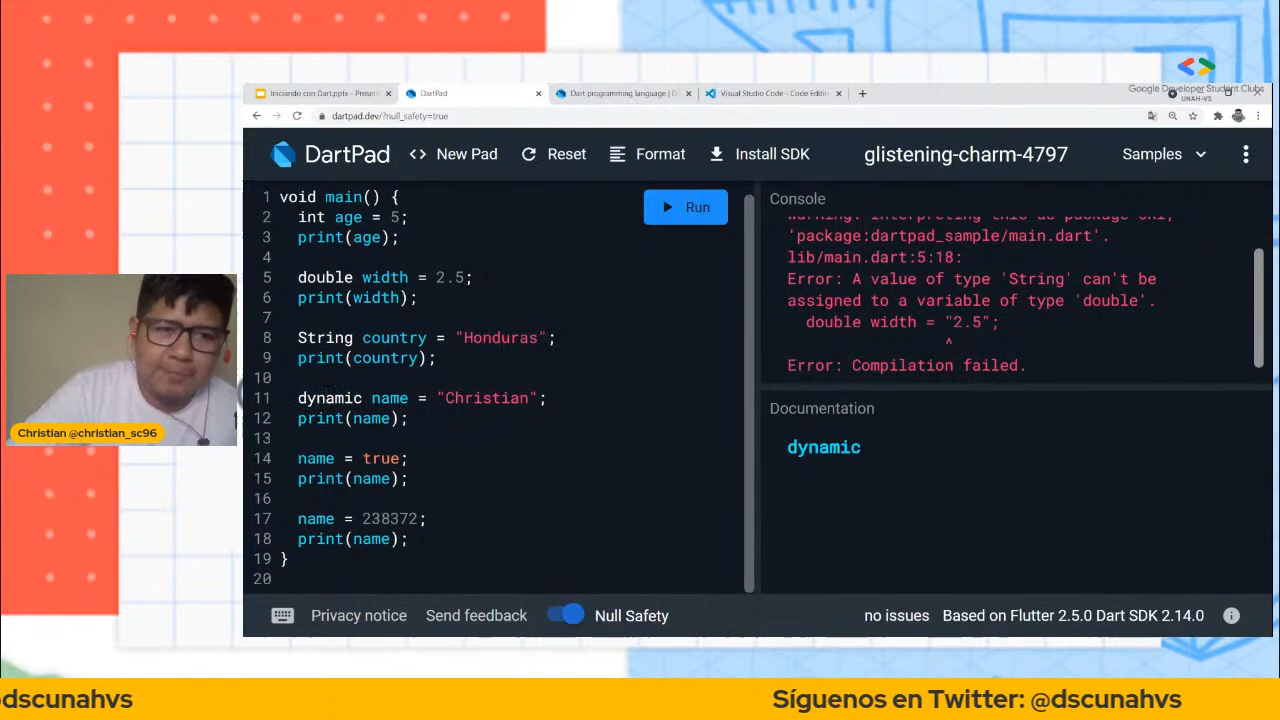 Google Developer Student Clubs
UNAH-VS
Iniciando con Dart.pptx - Present
DartPad
Dart programming language | D
Visual Studio Code - Code Editin
dartpad.dev/?null_safety=true
DartPad
<> New Pad
Reset
Format
Install SDK
glistening-charm-4797
Samples
1 void main() {
2 int age = 5;
3 print(age);
4
5 double width = 2.5;
6 print(width);
7
8 String country = "Honduras";
9 print(country);
10
11 dynamic name = "Christian";
12 print(name);
13
14 name = true;
15 print(name);
16
17 name = 238372;
18 print(name);
19 }
20
Run
Console
'package:dartpad_sample/main.dart'.
lib/main.dart:5:18:
Error: A value of type 'String' can't be
assigned to a variable of type 'double'.
double width = "2.5";
^
Error: Compilation failed.
Documentation
dynamic
Privacy notice
Send feedback
Null Safety
no issues
Based on Flutter 2.5.0 Dart SDK 2.14.0
Christian @christian_sc96
dscunahvs
Síguenos en Twitter: @dscunahvs